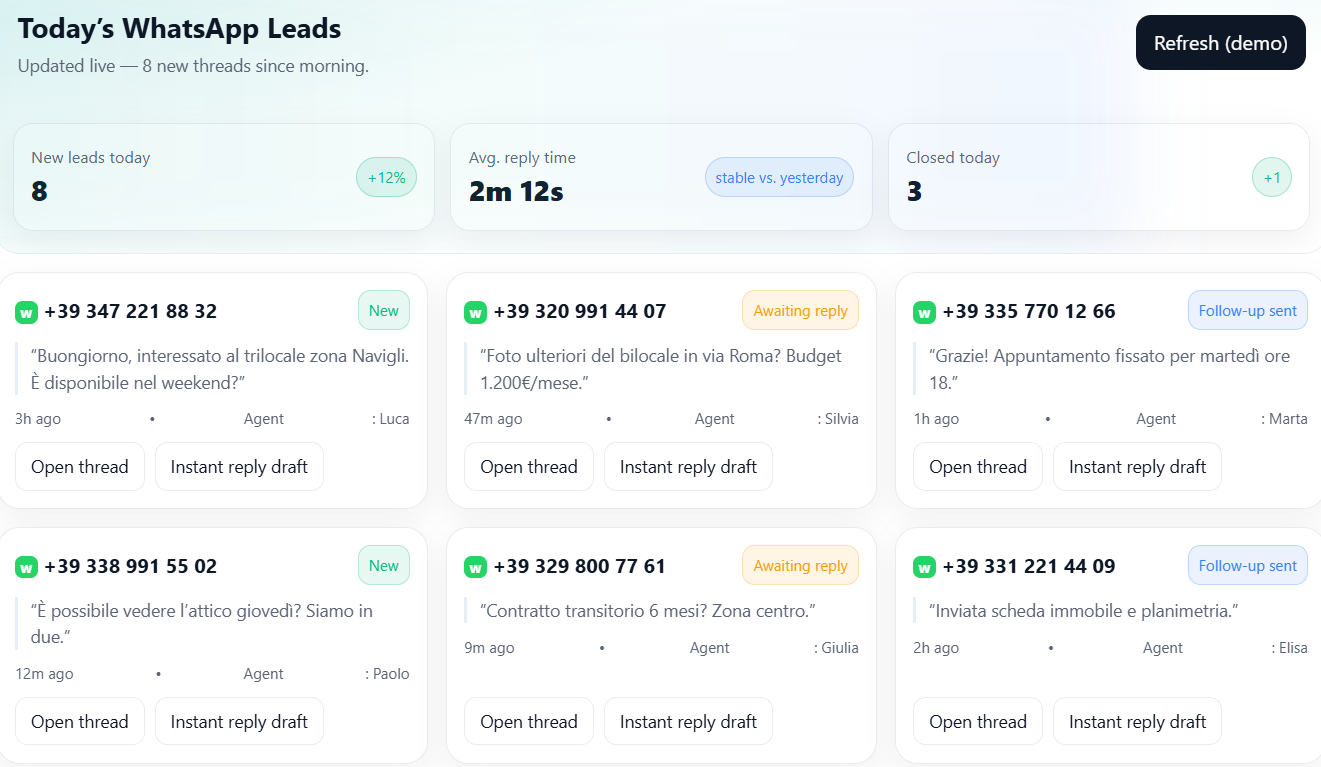 Today’s WhatsApp Leads
Refresh (demo)
Updated live — 8 new threads since morning.
New leads today
8
+12%
Avg. reply time
2m 12s
stable vs. yesterday
Closed today
3
+1
w +39 347 221 88 32
New
“Buongiorno, interessato al trilocale zona Navigli.
È disponibile nel weekend?”
3h ago • Agent : Luca
Open thread
Instant reply draft
w +39 320 991 44 07
Awaiting reply
“Foto ulteriori del bilocale in via Roma? Budget
1.200€/mese.”
47m ago • Agent : Silvia
Open thread
Instant reply draft
w +39 335 770 12 66
Follow-up sent
“Grazie! Appuntamento fissato per martedì ore
18.”
1h ago • Agent : Marta
Open thread
Instant reply draft
w +39 338 991 55 02
New
“È possibile vedere l’attico giovedì? Siamo in
due.”
12m ago • Agent : Paolo
Open thread
Instant reply draft
w +39 329 800 77 61
Awaiting reply
“Contratto transitorio 6 mesi? Zona centro.”
9m ago • Agent : Giulia
Open thread
Instant reply draft
w +39 331 221 44 09
Follow-up sent
“Inviata scheda immobile e planimetria.”
2h ago • Agent : Elisa
Open thread
Instant reply draft